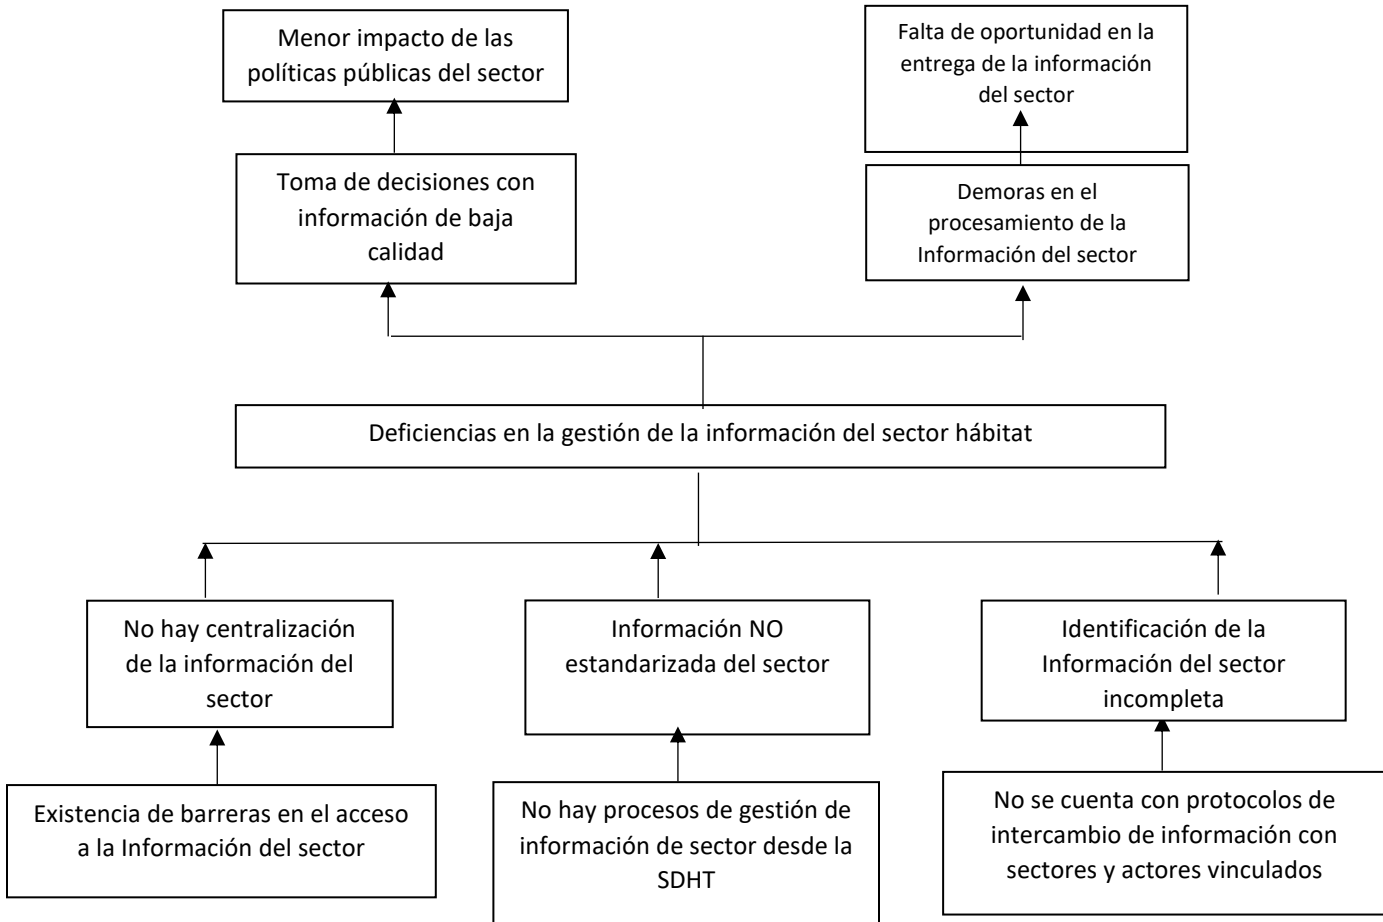 Menor impacto de las
políticas públicas del sector
Falta de oportunidad en la
entrega de la información
del sector
Toma de decisiones con
información de baja
calidad
Demoras en el
procesamiento de la
Información del sector
Deficiencias en la gestión de la información del sector hábitat
No hay centralización
de la información del
sector
Información NO
estandarizada del sector
Identificación de la
Información del sector
incompleta
Existencia de barreras en el acceso
a la Información del sector
No hay procesos de gestión de
información de sector desde la
SDHT
No se cuenta con protocolos de
intercambio de información con
sectores y actores vinculados